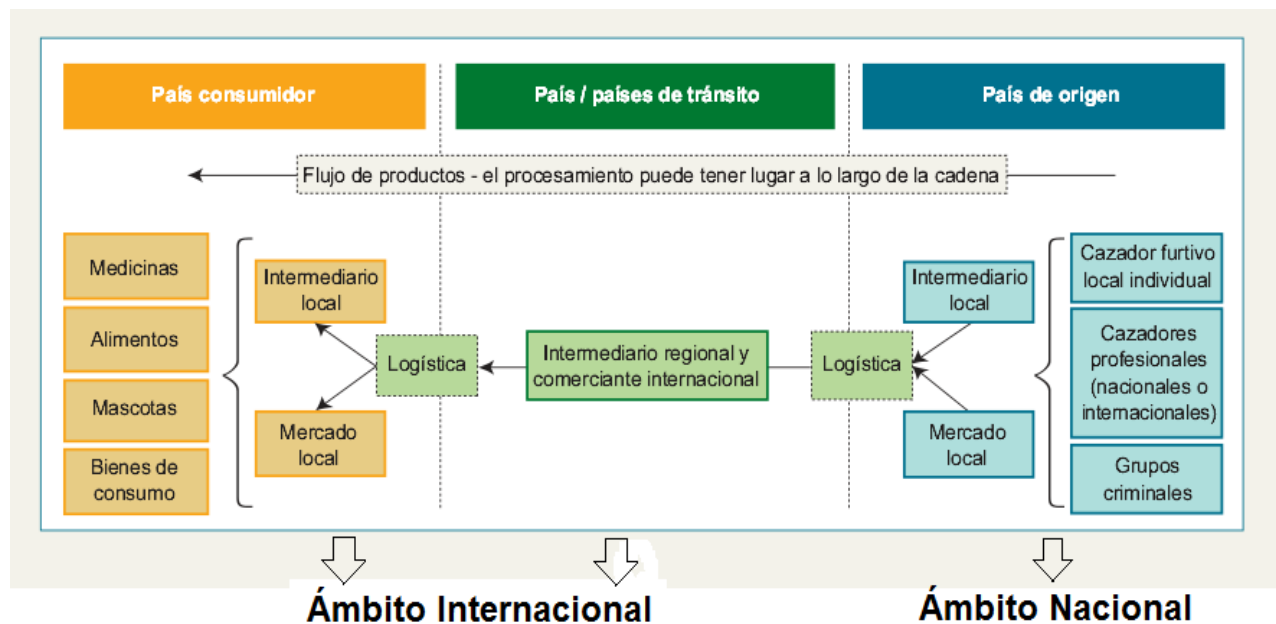 País consumidor
País / países de tránsito
País de origen
Flujo de productos - el procesamiento puede tener lugar a lo largo de la cadena
Medicinas
Alimentos
Mascotas
Bienes de
consumo
Intermediario
local
Mercado
local
Logística
Intermediario regional y
comerciante internacional
Logística
Intermediario
local
Mercado
local
Cazador furtivo
local individual
Cazadores
profesionales
(nacionales o
internacionales)
Grupos
criminales
Ámbito Internacional
Ámbito Nacional